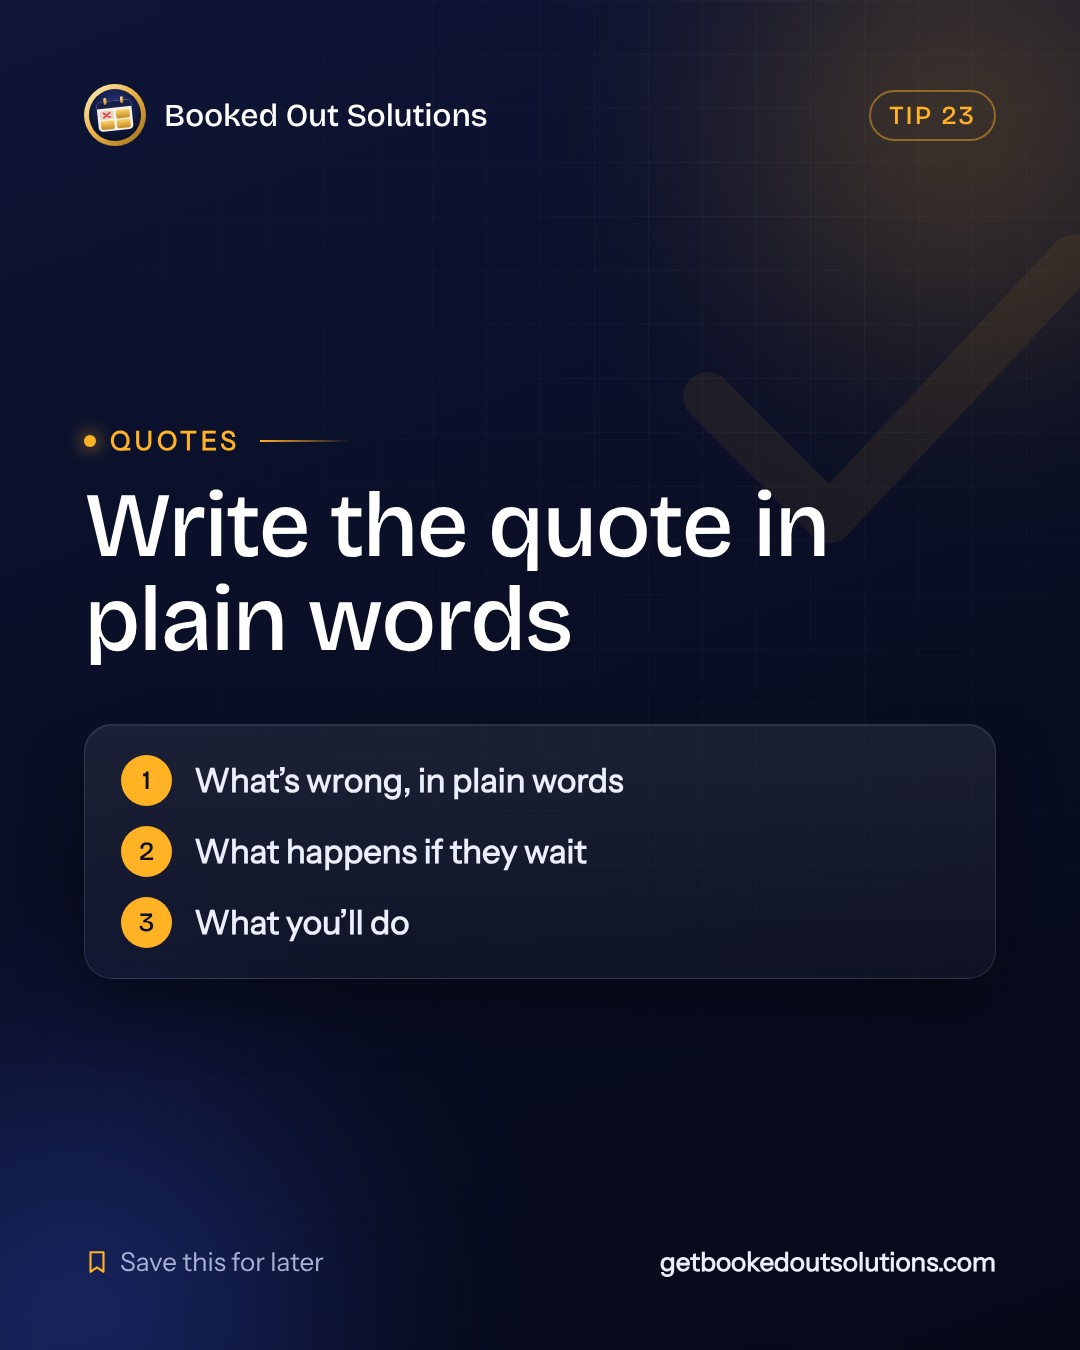 Booked Out Solutions
TIP 23
QUOTES
Write the quote in
plain words
1 What’s wrong, in plain words
2 What happens if they wait
3 What you’ll do
Save this for later
getbookedoutsolutions.com